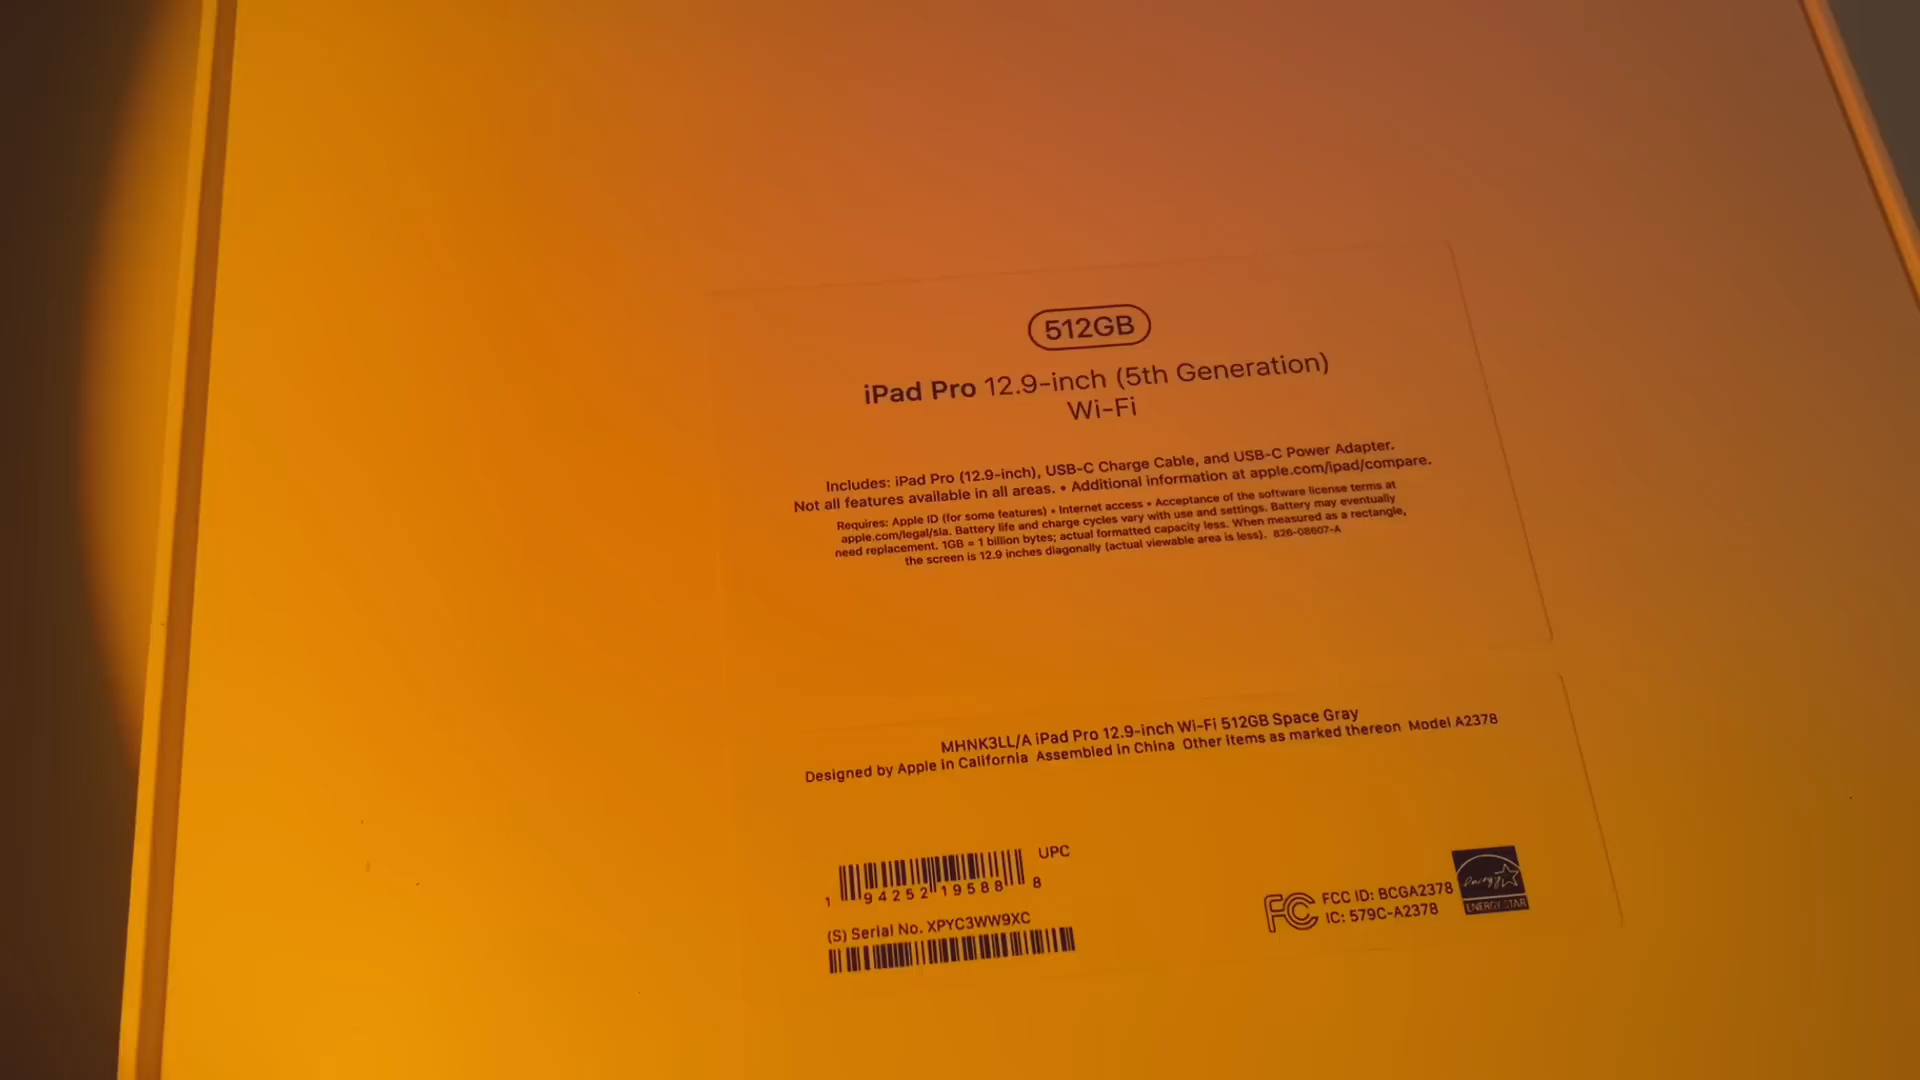 512GB
iPad Pro 12.9-inch (5th Generation)
Wi-Fi
Includes: iPad Pro (12.9-inch), USB-C Charge Cable, and USB-C Power Adapter.
Not all features available in all areas. • Additional information at apple.com/ipad/compare.
Requires: Apple ID (for some features) • Internet access • Acceptance of the software license terms at
apple.com/legal/sla. Battery life and charge cycles vary with use and settings. Battery may eventually
need replacement. 1GB = 1 billion bytes; actual formatted capacity less. When measured as a rectangle,
the screen is 12.9 inches diagonally (actual viewable area is less). 826-08607-A
MHNK3LL/A iPad Pro 12.9-inch Wi-Fi 512GB Space Gray
Designed by Apple in California Assembled in China Other items as marked thereon Model A2378
UPC
1 94252 19588 8
(S) Serial No. XPYC3WW9XC
FC FCC ID: BCGA2378
IC: 579C-A2378
energy
ENERGY STAR